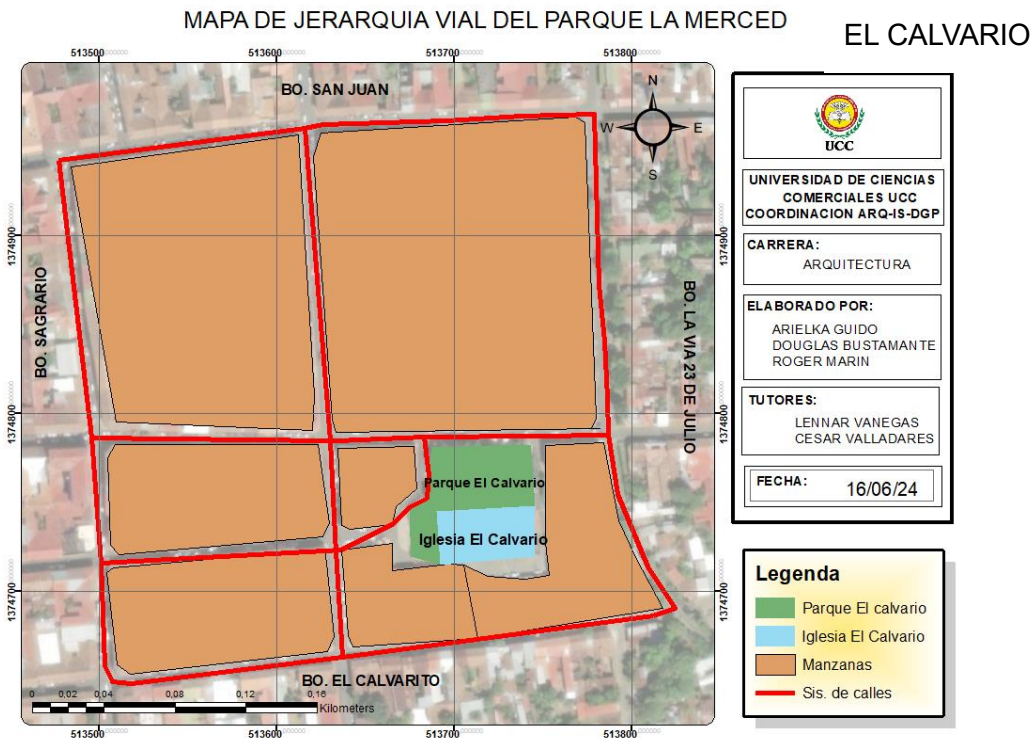 MAPA DE JERARQUIA VIAL DEL PARQUE LA MERCED
EL CALVARIO
513500
513600
513700
513800
BO. SAN JUAN
N
W
E
S
1374900
1374900
BO. SAGRARIO
BO. LA VIA 23 DE JULIO
1374800
1374800
Parque El Calvario
Iglesia El Calvario
1374700
1374700
BO. EL CALVARITO
0
0,02
0,04
0,08
0,12
0,16
Kilometers
513500
513600
513700
513800
UCC
UNIVERSIDAD DE CIENCIAS
COMERCIALES UCC
COORDINACION ARQ-IS-DGP
CARRERA:
ARQUITECTURA
ELABORADO POR:
ARIELKA GUIDO
DOUGLAS BUSTAMANTE
ROGER MARIN
TUTORES:
LENNAR VANEGAS
CESAR VALLADARES
FECHA: 16/06/24
Legenda
Parque El calvario
Iglesia El Calvario
Manzanas
Sis. de calles